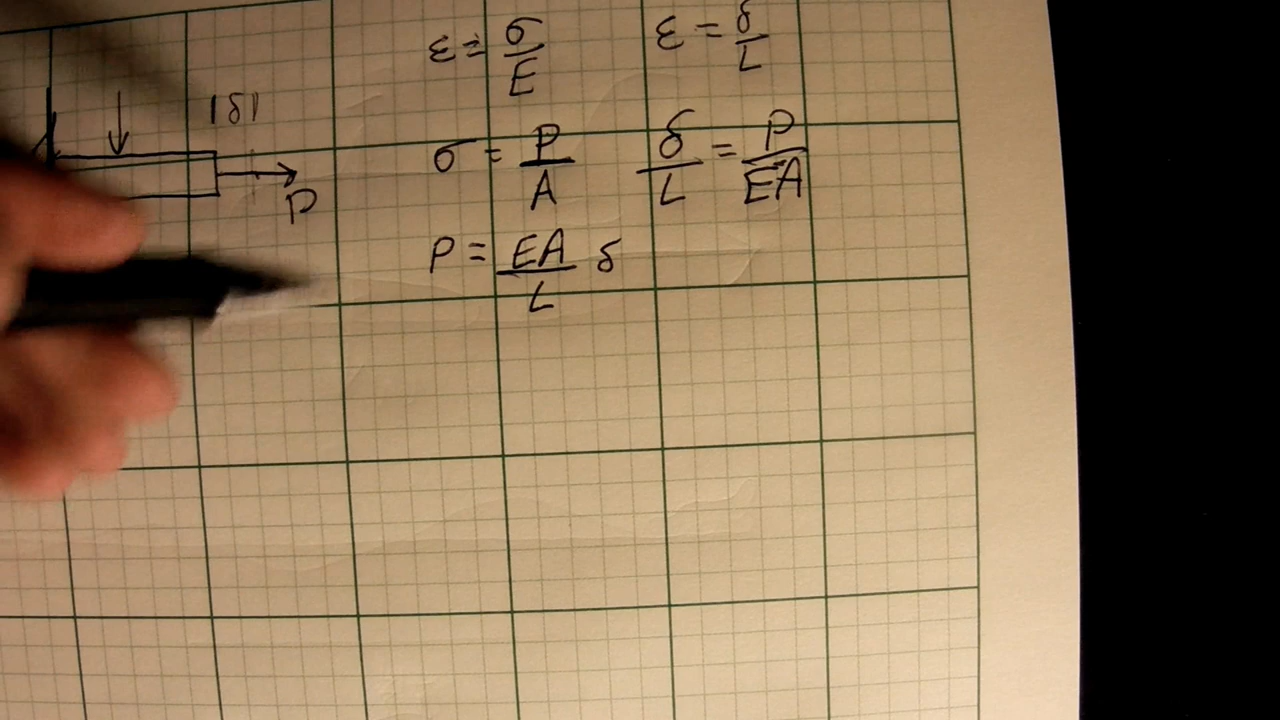 ε = σ/E
ε = δ/L
|δ|
σ = P/A
δ/L = P/EA
P
P = EA/L δ